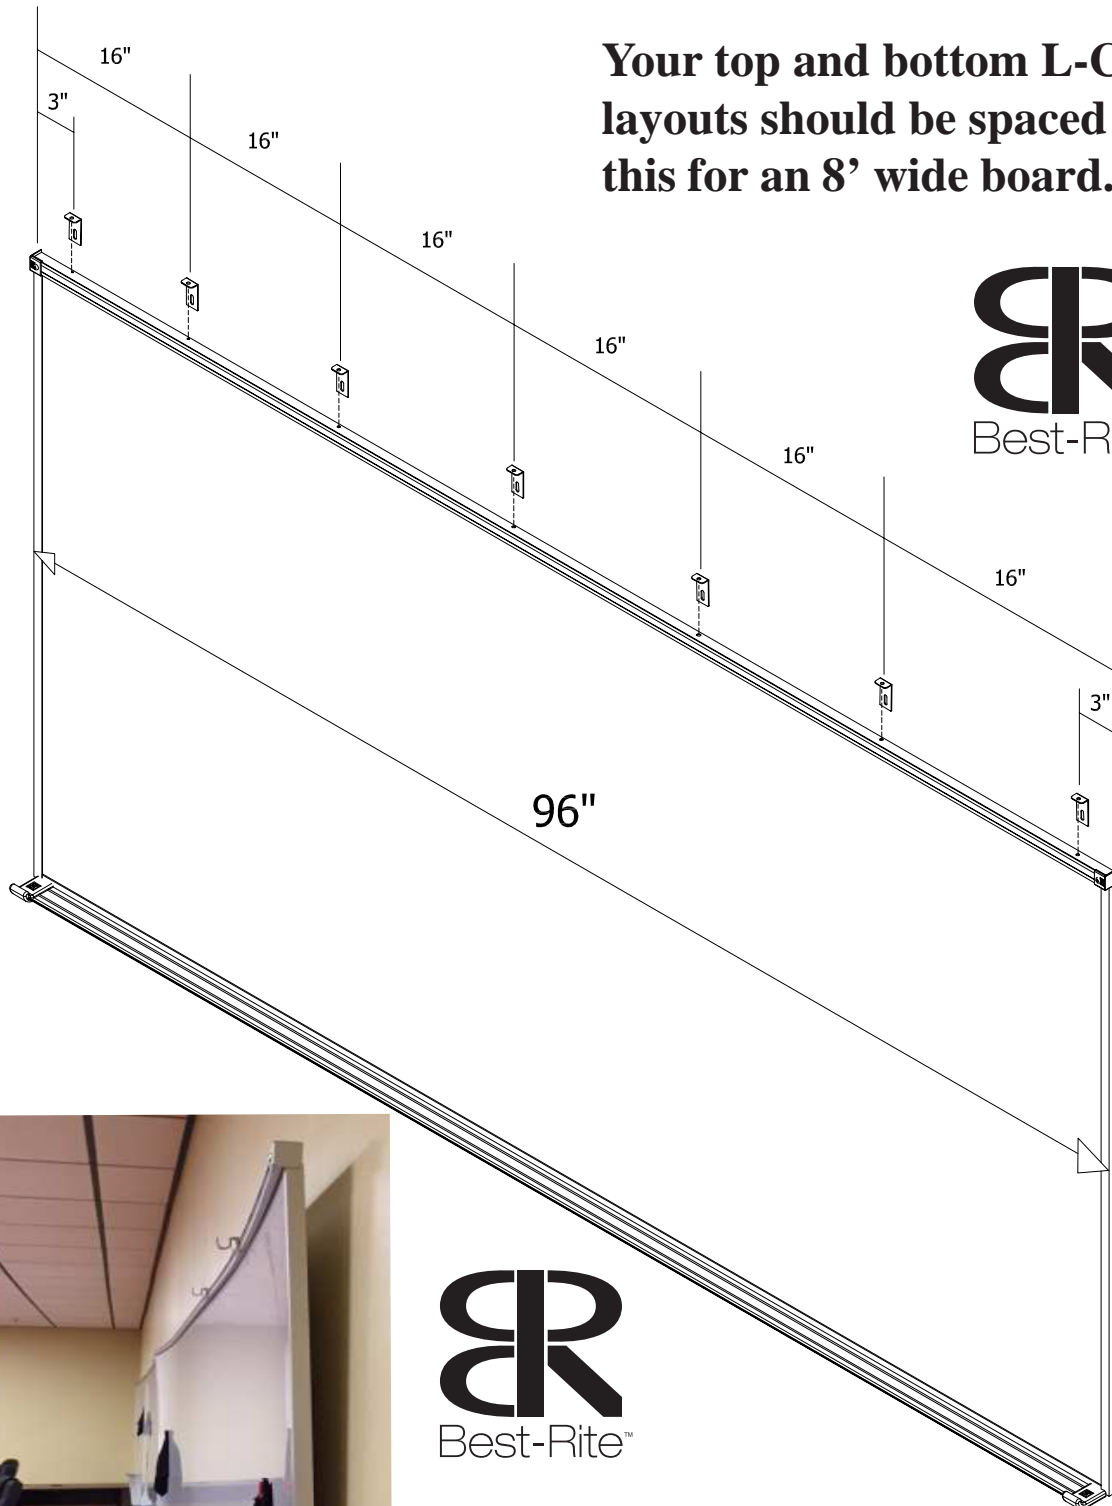 Your top and bottom L-C
layouts should be spaced
this for an 8’ wide board.
16"
3"
16"
16"
16"
16"
16"
3"
96"
Best-R
Best-Rite™